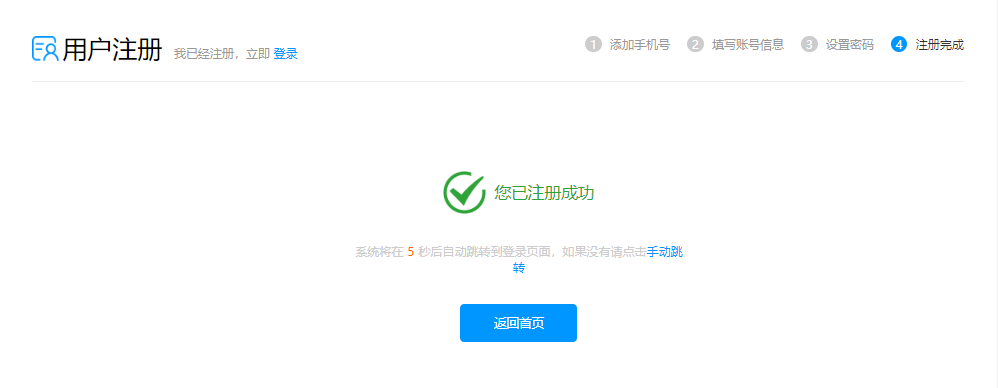 用户注册 我已经注册，立即 登录
1 添加手机号 2 填写账号信息 3 设置密码 4 注册完成
您已注册成功
系统将在 5 秒后自动跳转到登录页面，如果没有请点击手动跳
转
返回首页